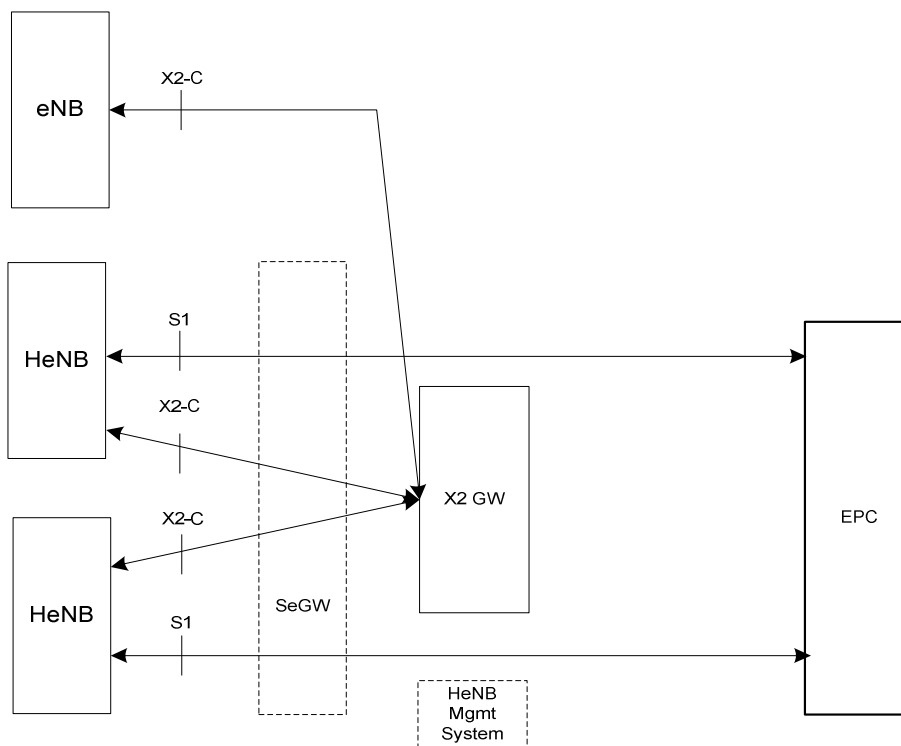 X2-C
eNB
S1
HeNB
X2-C
X2 GW
X2-C
EPC
SeGW
HeNB
S1
HeNB
Mgmt
System